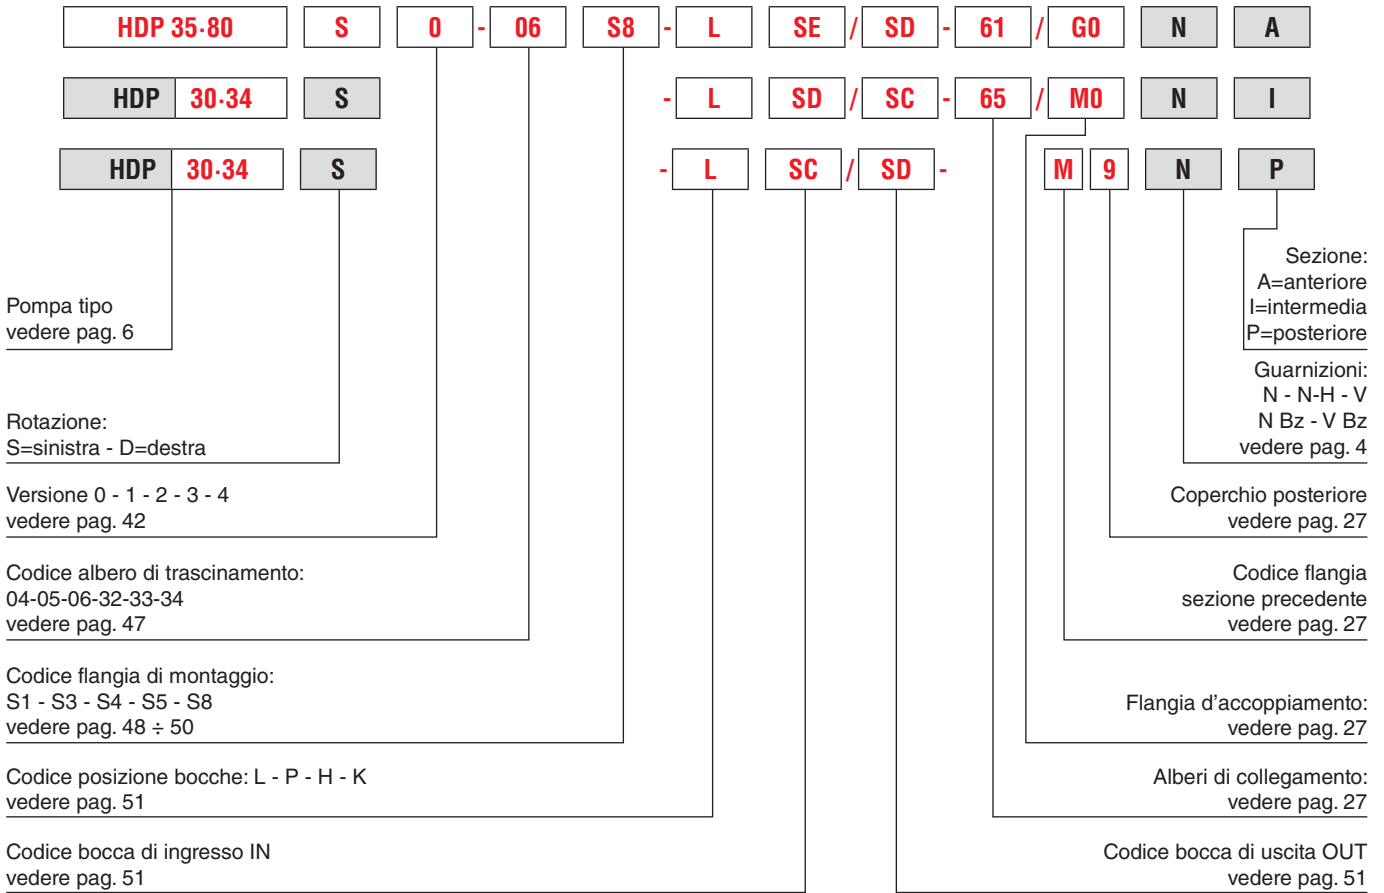 HDP 35·80 S 0 - 06 S8 - L SE / SD - 61 / G0 N A
HDP 30·34 S - L SD / SC - 65 / M0 N I
HDP 30·34 S - L SC / SD - M 9 N P
Pompa tipo
vedere pag. 6
Rotazione:
S=sinistra - D=destra
Versione 0 - 1 - 2 - 3 - 4
vedere pag. 42
Codice albero di trascinamento:
04-05-06-32-33-34
vedere pag. 47
Codice flangia di montaggio:
S1 - S3 - S4 - S5 - S8
vedere pag. 48 ÷ 50
Codice posizione bocche: L - P - H - K
vedere pag. 51
Codice bocca di ingresso IN
vedere pag. 51
Sezione:
A=anteriore
I=intermedia
P=posteriore
Guarnizioni:
N - N-H - V
N Bz - V Bz
vedere pag. 4
Coperchio posteriore
vedere pag. 27
Codice flangia
sezione precedente
vedere pag. 27
Flangia d'accoppiamento:
vedere pag. 27
Alberi di collegamento:
vedere pag. 27
Codice bocca di uscita OUT
vedere pag. 51